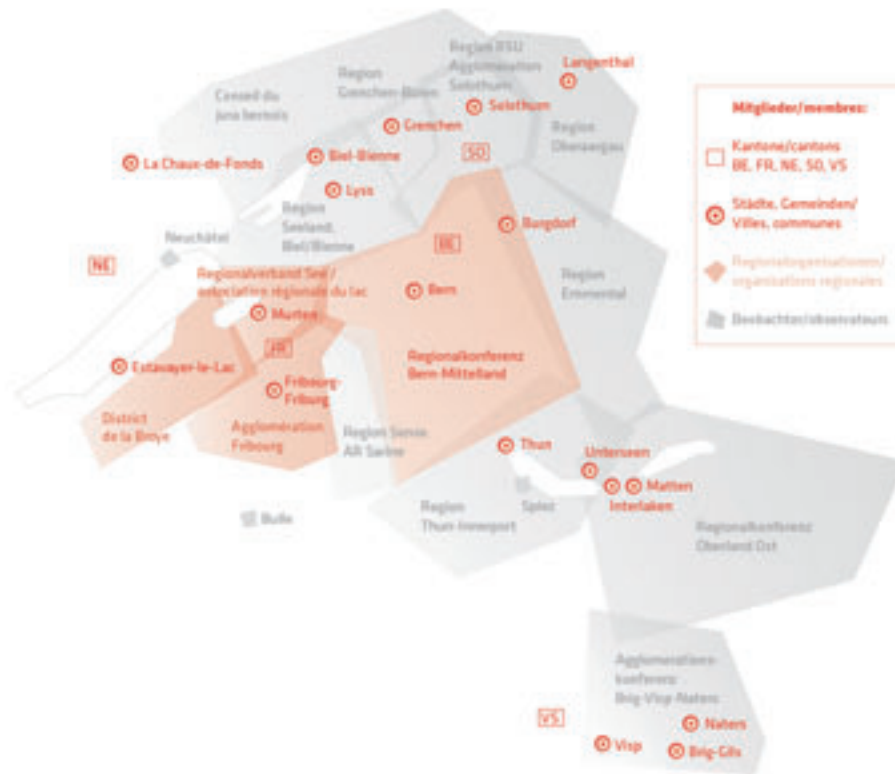 Region RSU
Agglomération
Solothurn
Langenthal
Region
Grenchen-Büren
Conseil du
Jura bernois
Solothurn
Grenchen
Region
Oberaargau
SO
La Chaux-de-Fonds
Biel-Bienne
Lyss
Region
Seeland,
Biel/Bienne
Burgdorf
Neuchâtel
NE
BE
Regionalverband See/
association régionale du lac
Bern
Region
Emmental
Murten
FR
Regionalkonferenz
Bern-Mittelland
Estavayer-le-Lac
Fribourg-
Friburg
District
de la Broye
Agglomération
Fribourg
Region Sense
AR Sarine
Thun
Unterseen
Matten
Interlaken
Spiez
Region
Thun-Innertport
Bulle
Regionalkonferenz
Oberland Ost
Agglomerations-
konferenz
Brig-Visp-Naters
VS
Naters
Visp
Brig-Glis
Mitglieder/membres:
Kantone/cantons
BE, FR, NE, SO, VS
Städte, Gemeinden/
Villes, communes
Regionalorganisationen/
organisations regionales
Beobachter/observateurs